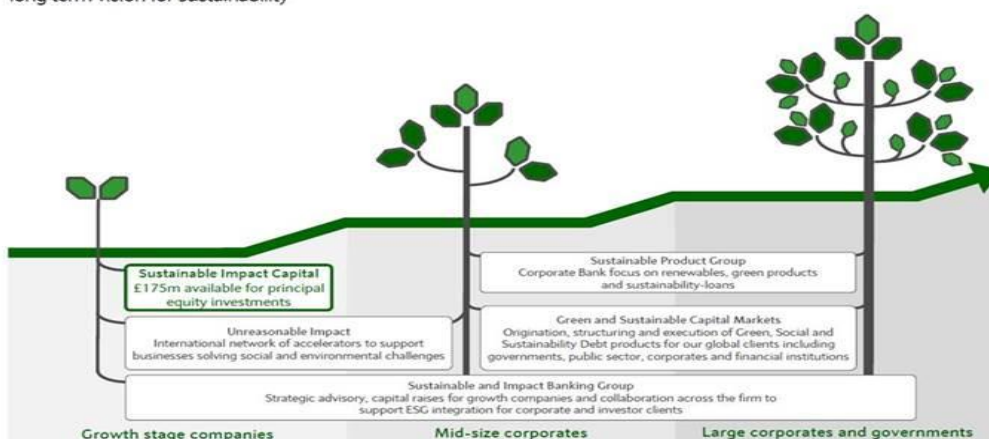 long term vision for sustainability
Sustainable Impact Capital
£175m available for principal
equity investments
Unreasonable Impact
International network of accelerators to support
businesses solving social and environmental challenges
Sustainable Product Group
Corporate Bank focus on renewables, green products
and sustainability-loans
Green and Sustainable Capital Markets
Origination, structuring and execution of Green, Social and
Sustainability Debt products for our global clients including
governments, public sector, corporates and financial institutions
Sustainable and Impact Banking Group
Strategic advisory, capital raises for growth companies and collaboration across the firm to
support ESG integration for corporate and investor clients
Growth stage companies
Mid-size corporates
Large corporates and governments